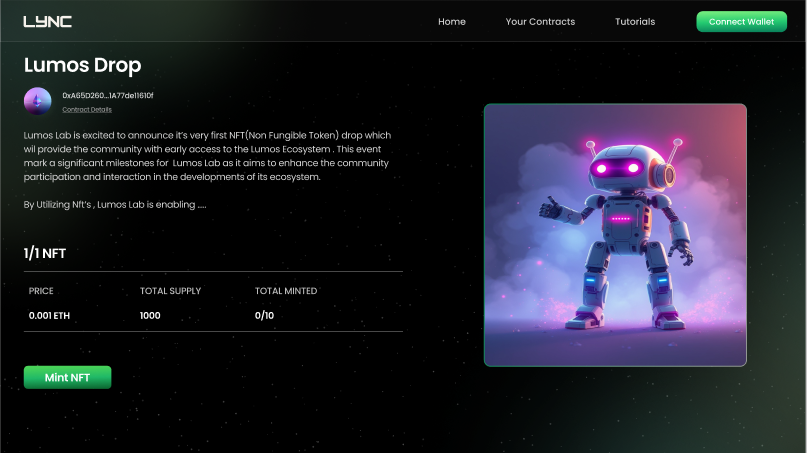 LYNC
Home Your Contracts Tutorials Connect Wallet
Lumos Drop
0xA65D260...1A77de11610f
Contract Details
Lumos Lab is excited to announce it's very first NFT(Non Fungible Token) drop which
wil provide the community with early access to the Lumos Ecosystem . This event
mark a significant milestones for Lumos Lab as it aims to enhance the community
participation and interaction in the developments of its ecosystem.
By Utilizing Nft's , Lumos Lab is enabling .....
1/1 NFT
PRICE TOTAL SUPPLY TOTAL MINTED
0.001 ETH 1000 0/10
Mint NFT